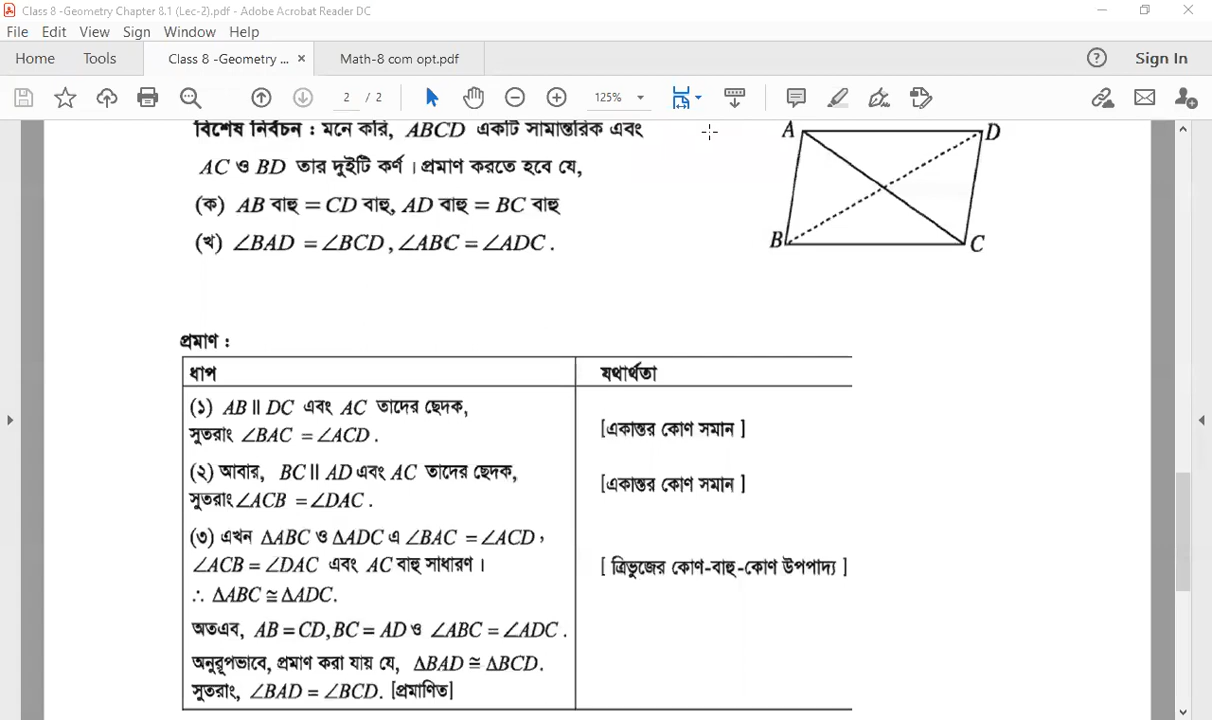 Class 8 -Geometry Chapter 8.1 (Lec-2).pdf - Adobe Acrobat Reader DC
File Edit View Sign Window Help
Home Tools Class 8 -Geometry ... × Math-8 com opt.pdf Sign In
2 / 2 125%
বিশেষ নির্বচন : মনে করি, ABCD একটি সামান্তরিক এবং
AC ও BD তার দুইটি কর্ণ । প্রমাণ করতে হবে যে,
(ক) AB বাহু = CD বাহু, AD বাহু = BC বাহু
(খ) ∠BAD = ∠BCD, ∠ABC = ∠ADC .
A D
B C
প্রমাণ :
ধাপ যথার্থতা
(১) AB || DC এবং AC তাদের ছেদক,
সুতরাং ∠BAC = ∠ACD .
[একান্তর কোণ সমান ]
(২) আবার, BC || AD এবং AC তাদের ছেদক,
সুতরাং ∠ACB = ∠DAC .
[একান্তর কোণ সমান ]
(৩) এখন ΔABC ও ΔADC এ ∠BAC = ∠ACD ,
∠ACB = ∠DAC এবং AC বাহু সাধারণ ।
[ ত্রিভুজের কোণ-বাহু-কোণ উপপাদ্য ]
∴ ΔABC ≅ ΔADC.
অতএব, AB = CD, BC = AD ও ∠ABC = ∠ADC .
অনুরূপভাবে, প্রমাণ করা যায় যে, ΔBAD ≅ ΔBCD.
সুতরাং, ∠BAD = ∠BCD. [প্রমাণিত]